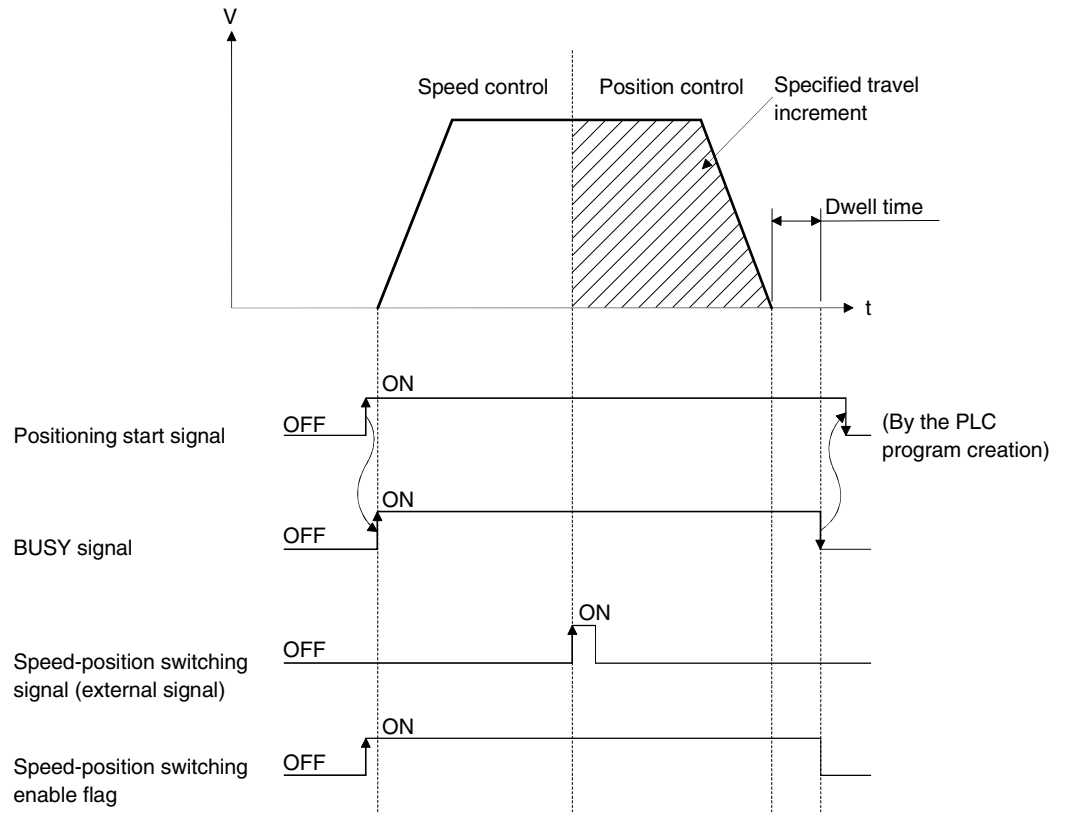 V
Speed control
Position control
Specified travel
increment
Dwell time
t
ON
OFF
Positioning start signal
(By the PLC
program creation)
ON
OFF
BUSY signal
ON
OFF
Speed-position switching
signal (external signal)
ON
OFF
Speed-position switching
enable flag